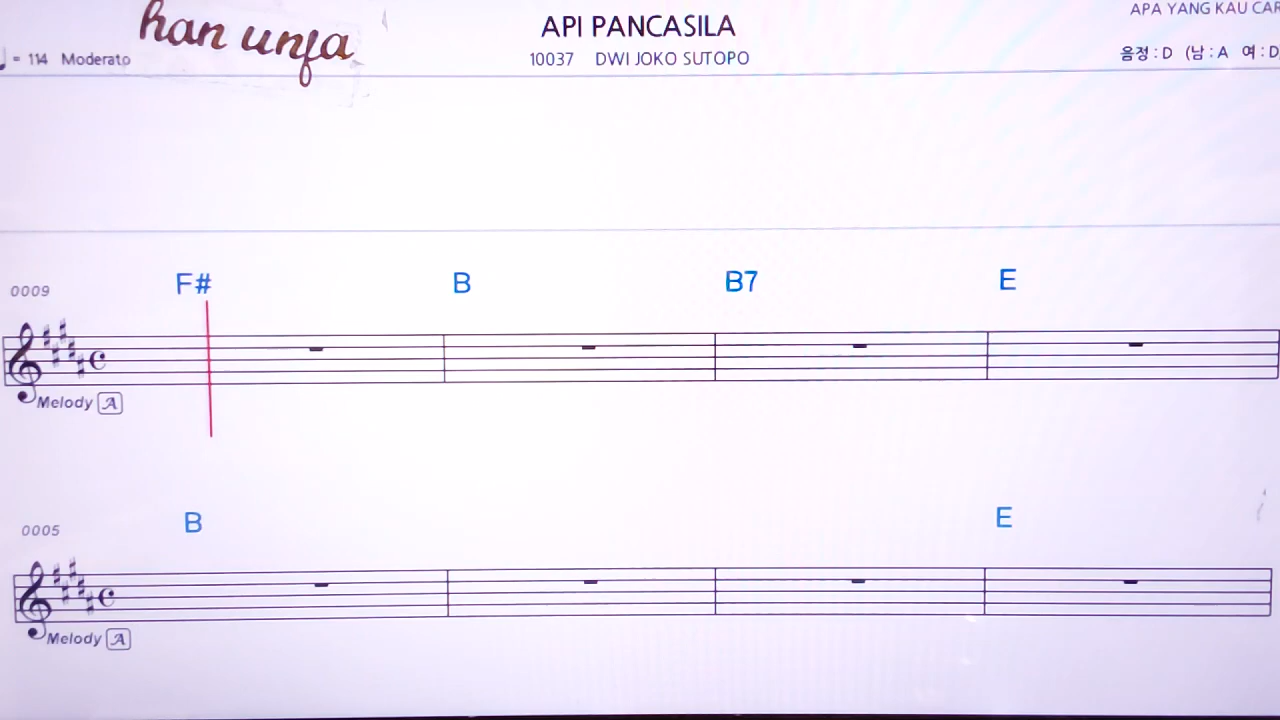 han unfa
API PANCASILA
APA YANG KAU CAR
= 114 Moderato
10037 DWI JOKO SUTOPO
음정 : D (남 : A 여 : D
F# B B7 E
0009
Melody A
B E
0005
Melody A